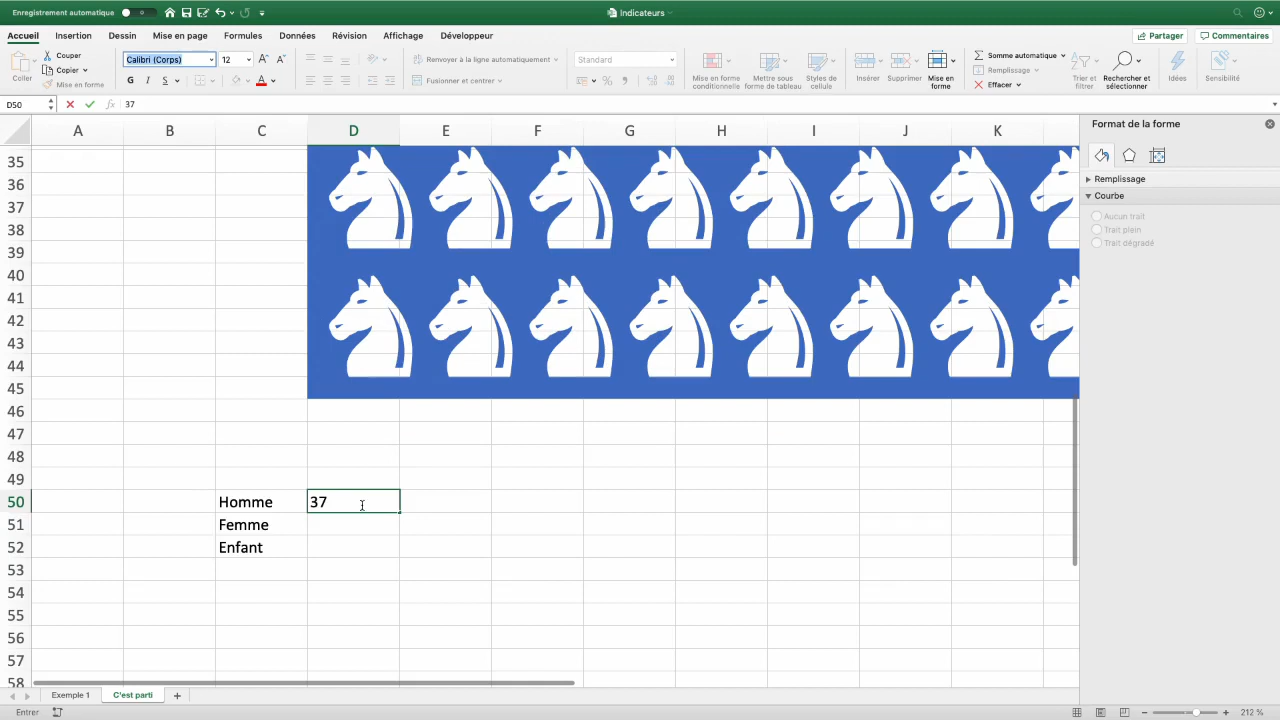 Enregistrement automatique
Indicateurs
Accueil Insertion Dessin Mise en page Formules Données Révision Affichage Développeur
Partager Commentaires
Coller
Couper
Copier
Mise en forme
Calibri (Corps) 12
G I S
Renvoyer à la ligne automatiquement
Fusionner et centrer
Standard
Mise en forme conditionnelle
Mettre sous forme de tableau
Styles de cellule
Insérer
Supprimer
Mise en forme
Somme automatique
Remplissage
Effacer
Trier et filtrer
Rechercher et sélectionner
Idées
Sensibilité
D50 fx 37
A B C D E F G H I J K
Format de la forme
Remplissage
Courbe
Aucun trait
Trait plein
Trait dégradé
35
36
37
38
39
40
41
42
43
44
45
46
47
48
49
50 Homme 37
51 Femme
52 Enfant
53
54
55
56
57
58
Exemple 1 C'est parti
Entrer
212 %